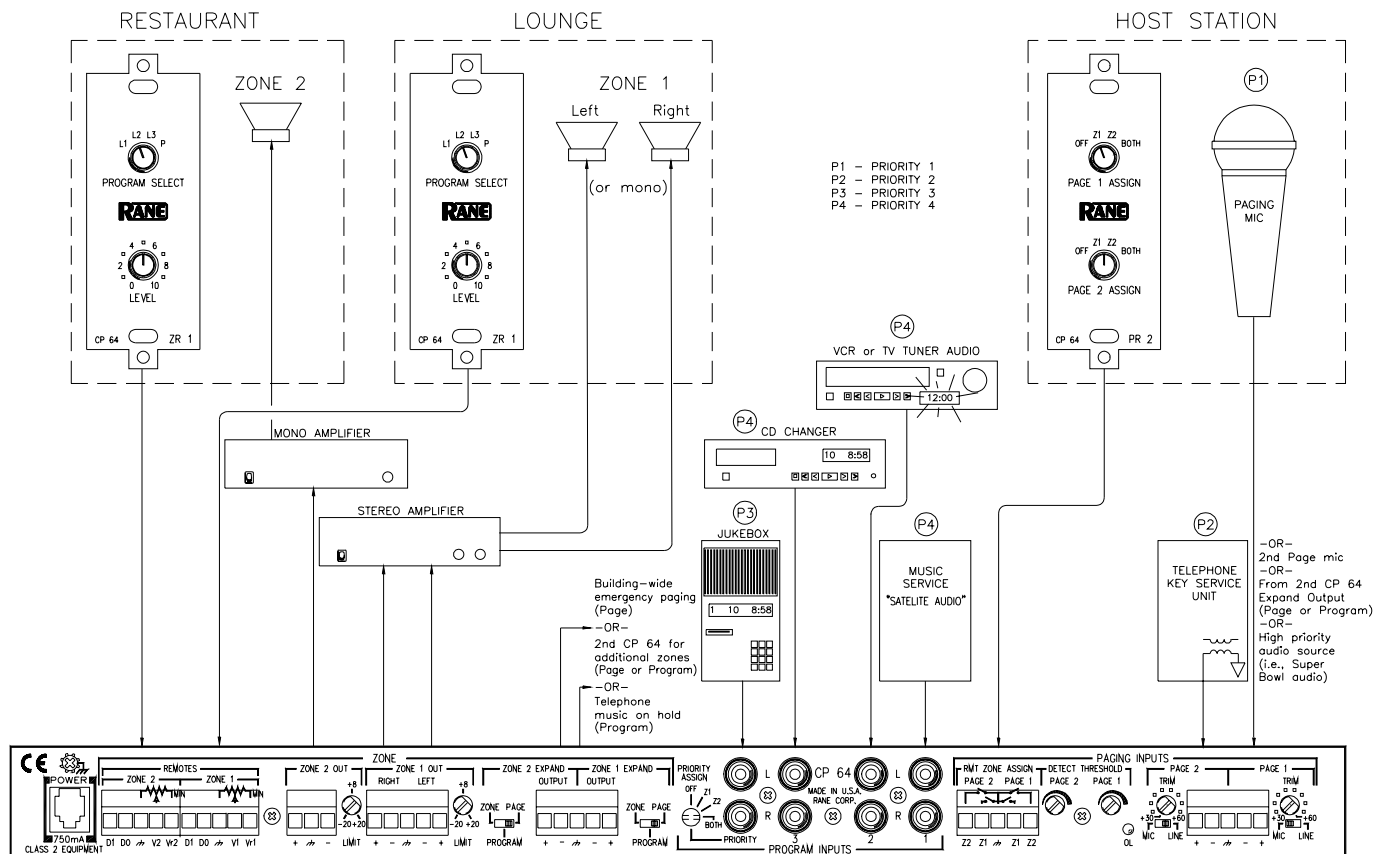 RESTAURANT
LOUNGE
HOST STATION
ZONE 2
L1 L2 L3 P
PROGRAM SELECT
RANE
0 2 4 6 8 10
LEVEL
CP 64 ZR 1
ZONE 1
Left Right
(or mono)
L1 L2 L3 P
PROGRAM SELECT
RANE
0 2 4 6 8 10
LEVEL
CP 64 ZR 1
P1 – PRIORITY 1
P2 – PRIORITY 2
P3 – PRIORITY 3
P4 – PRIORITY 4
OFF Z1 Z2 BOTH
PAGE 1 ASSIGN
RANE
OFF Z1 Z2 BOTH
PAGE 2 ASSIGN
CP 64 PR 2
P1
PAGING
MIC
P4
VCR or TV TUNER AUDIO
12:00
P4
CD CHANGER
10 8:58
MONO AMPLIFIER
STEREO AMPLIFIER
P3
JUKEBOX
1 10 8:58
P4
MUSIC
SERVICE
"SATELITE AUDIO"
P2
TELEPHONE
KEY SERVICE
UNIT
–OR–
2nd Page mic
–OR–
From 2nd CP 64
Expand Output
(Page or Program)
–OR–
High priority
audio source
(i.e., Super
Bowl audio)
Building–wide
emergency paging
(Page)
–OR–
2nd CP 64 for
additional zones
(Page or Program)
–OR–
Telephone
music on hold
(Program)
CE
POWER
750mA
CLASS 2 EQUIPMENT
REMOTES
ZONE 2 ZONE 1
MIN MIN
D1 D0 V2 Vr2 D1 D0 V1 Vr1
ZONE
ZONE 2 OUT
+8
-20 +20
+ - LIMIT
ZONE 1 OUT
RIGHT LEFT
+8
-20 +20
+ - - + LIMIT
ZONE 2 EXPAND ZONE 1 EXPAND
OUTPUT OUTPUT
ZONE PAGE
PROGRAM
+ - - +
ZONE PAGE
PROGRAM
PRIORITY
ASSIGN
OFF Z1 Z2 BOTH
PRIORITY
L CP 64 L
MADE IN U.S.A.
RANE CORP.
R R
3 2 1
PROGRAM INPUTS
PAGING INPUTS
RMT ZONE ASSIGN
PAGE 2 PAGE 1
Z2 Z1 Z1 Z2
DETECT THRESHOLD
PAGE 2 PAGE 1
OL
PAGE 2 PAGE 1
TRIM
+30 +60
MIC LINE
+ - - +
TRIM
+30 +60
MIC LINE